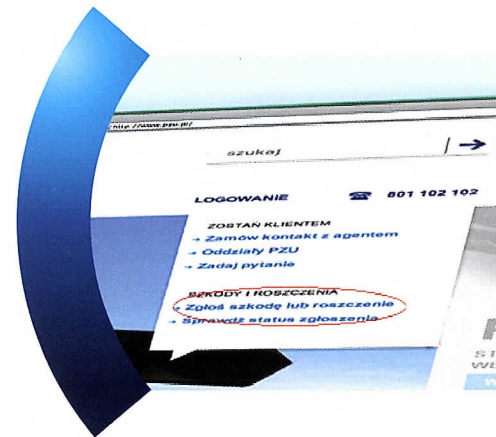 http://www.pzu.pl/
szukaj
LOGOWANIE ☎ 801 102 102
ZOSTAŃ KLIENTEM
→ Zamów kontakt z agentem
→ Oddziały PZU
→ Zadaj pytanie
SZKODY I ROSZCZENIA
→ Zgłoś szkodę lub roszczenie
→ Sprawdź status zgłoszenia